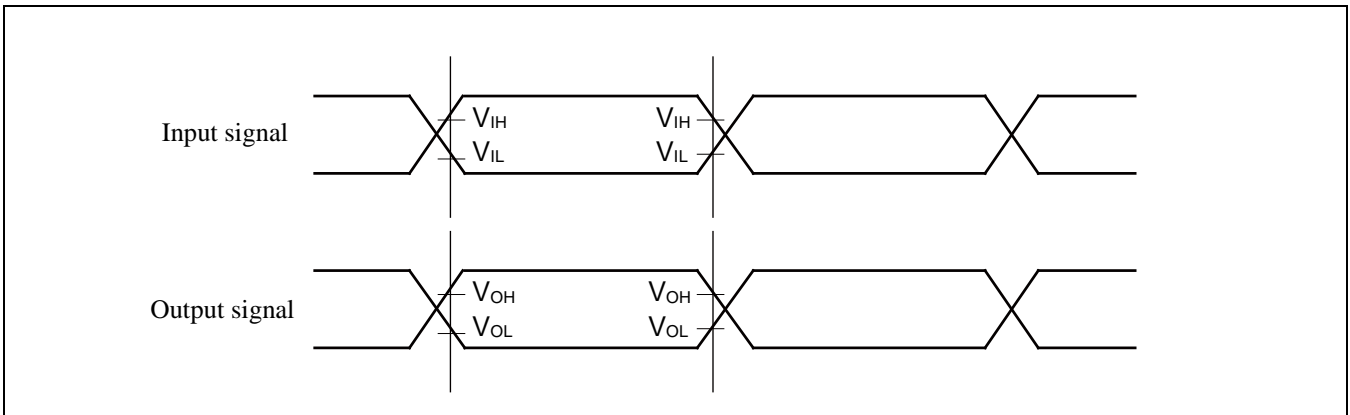 Input signal
VIH VIH
VIL VIL
Output signal
VOH VOH
VOL VOL